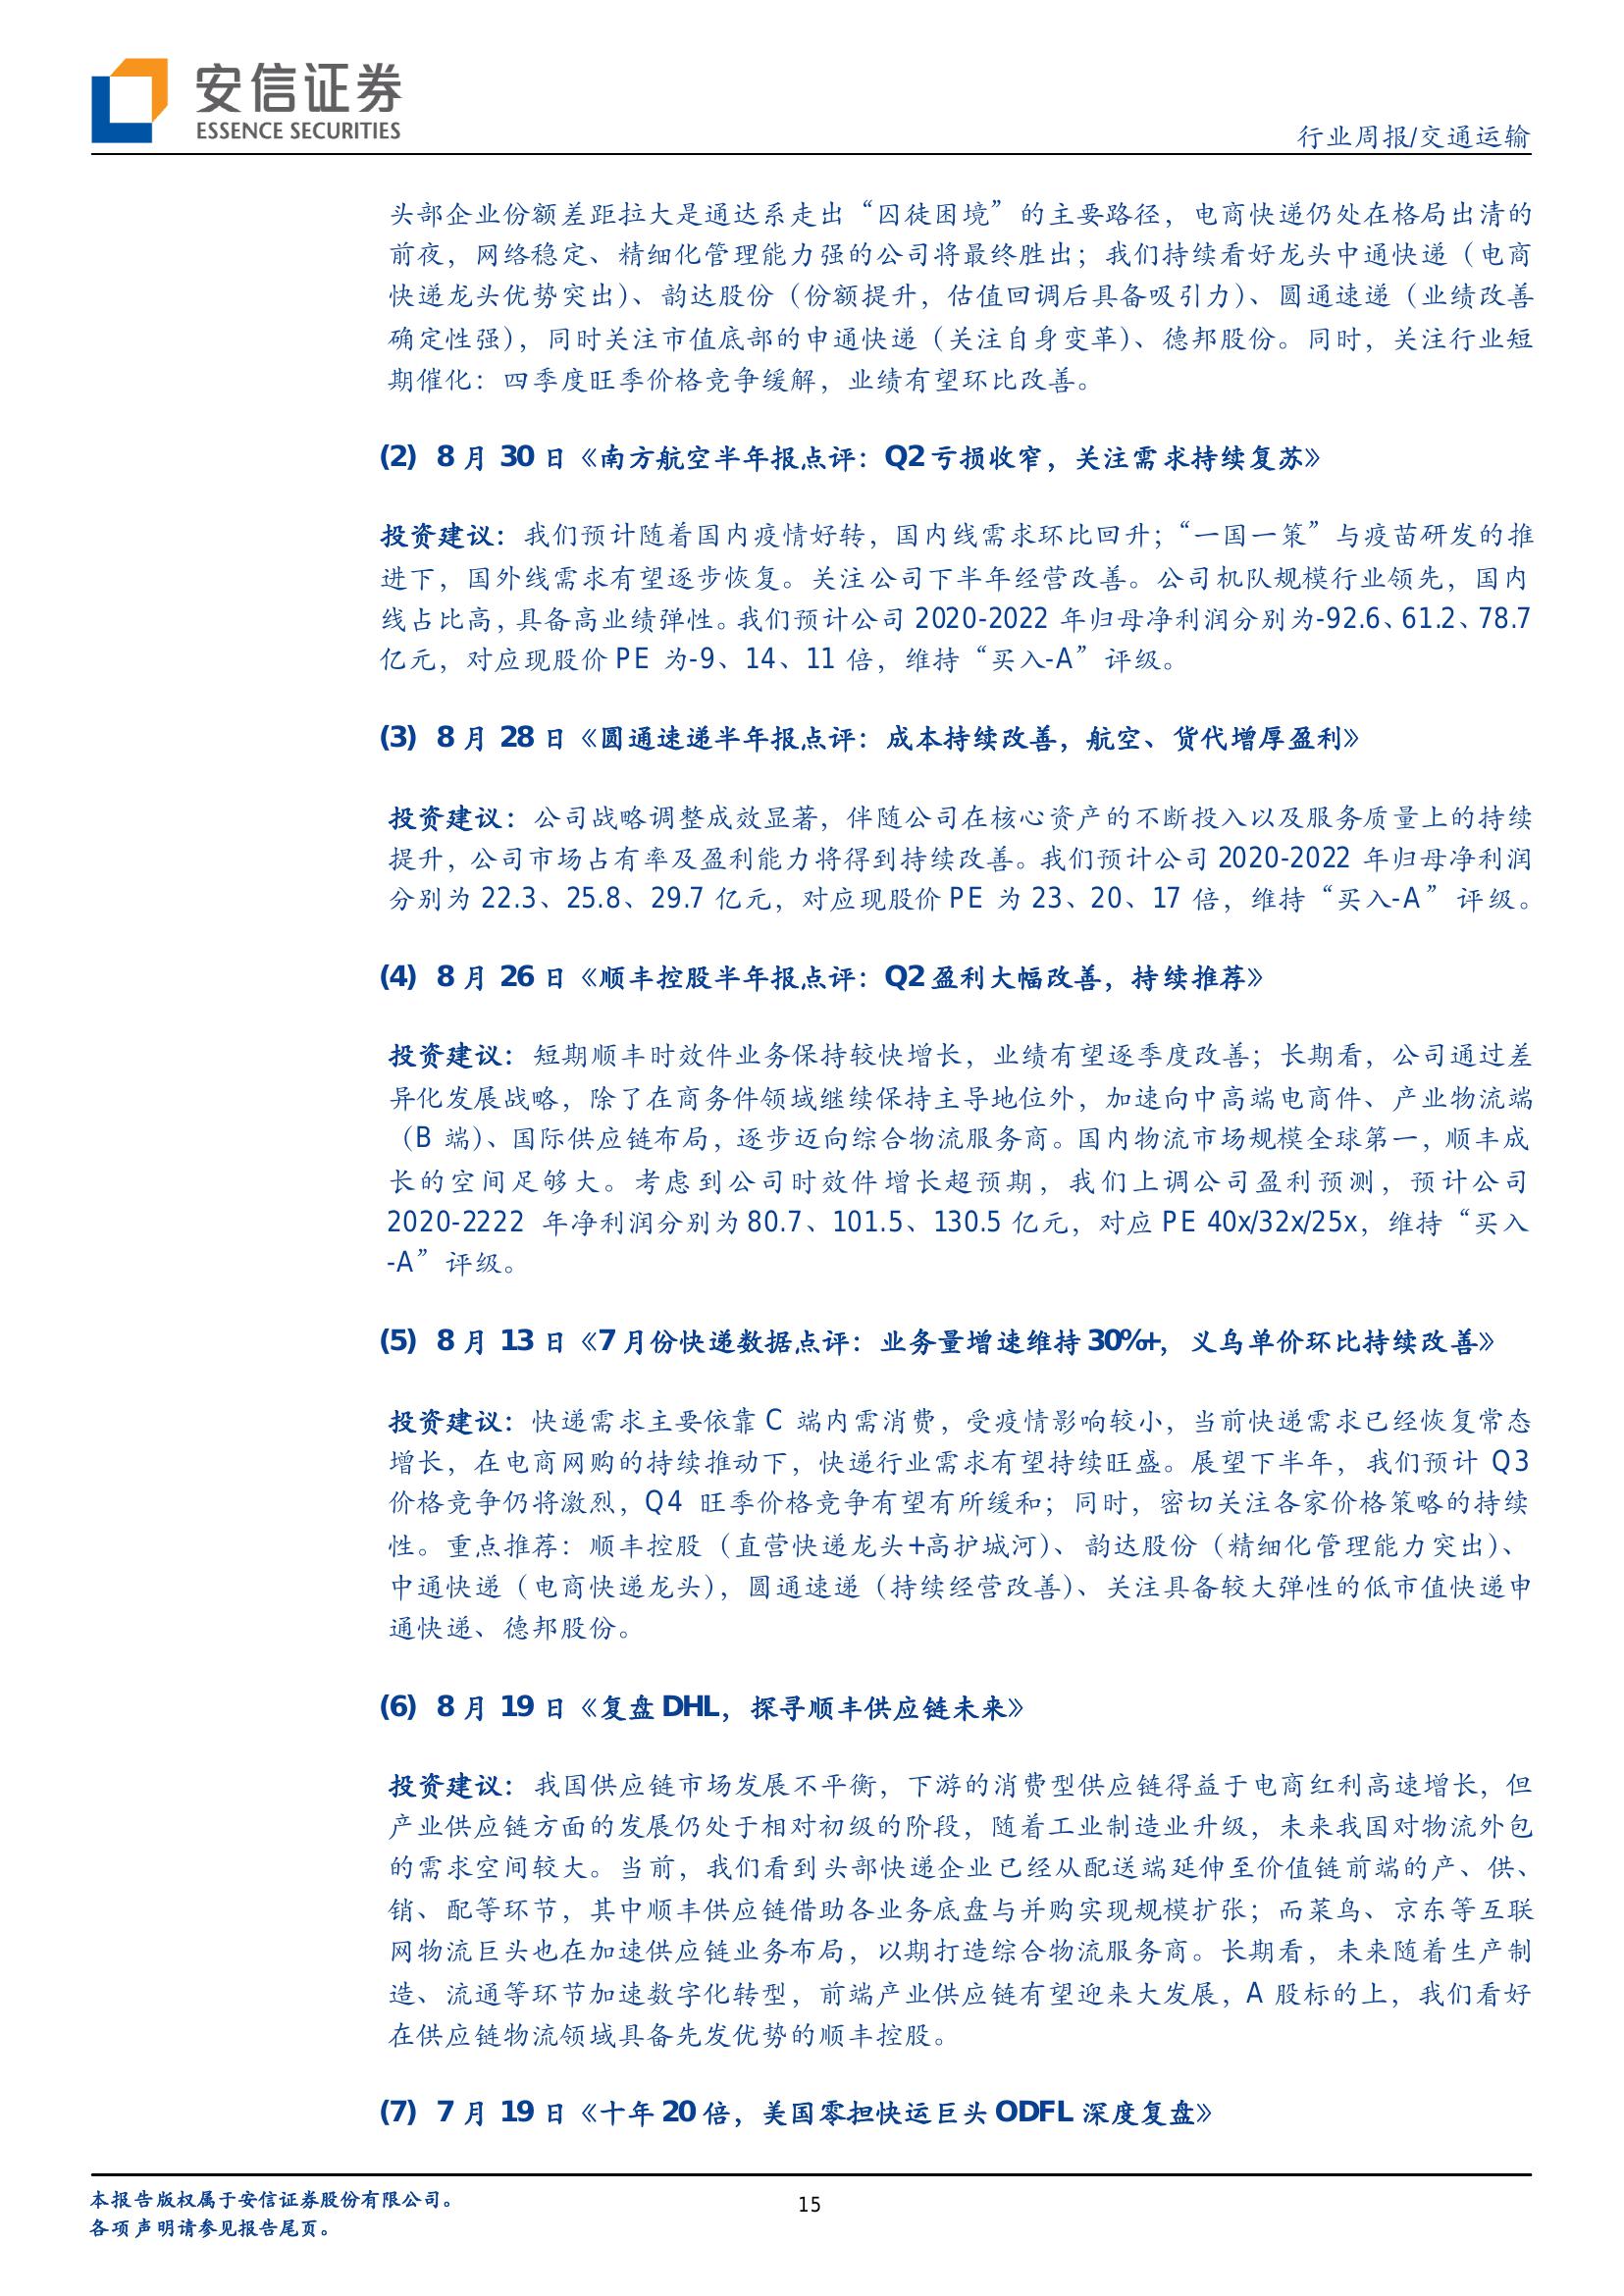 安信证券
ESSENCE SECURITIES
行业周报/交通运输
头部企业份额差距拉大是通达系走出“囚徒困境”的主要路径，电商快递仍处在格局出清的
前夜，网络稳定、精细化管理能力强的公司将最终胜出；我们持续看好龙头中通快递（电商
快递龙头优势突出）、韵达股份（份额提升，估值回调后具备吸引力）、圆通速递（业绩改善
确定性强），同时关注市值底部的申通快递（关注自身变革）、德邦股份。同时，关注行业短
期催化：四季度旺季价格竞争缓解，业绩有望环比改善。
(2) 8 月 30 日《南方航空半年报点评：Q2 亏损收窄，关注需求持续复苏》
投资建议：我们预计随着国内疫情好转，国内线需求环比回升；“一国一策”与疫苗研发的推
进下，国外线需求有望逐步恢复。关注公司下半年经营改善。公司机队规模行业领先，国内
线占比高，具备高业绩弹性。我们预计公司 2020-2022 年归母净利润分别为-92.6、61.2、78.7
亿元，对应现股价 PE 为-9、14、11 倍，维持“买入-A”评级。
(3) 8 月 28 日《圆通速递半年报点评：成本持续改善，航空、货代增厚盈利》
投资建议：公司战略调整成效显著，伴随公司在核心资产的不断投入以及服务质量上的持续
提升，公司市场占有率及盈利能力将得到持续改善。我们预计公司 2020-2022 年归母净利润
分别为 22.3、25.8、29.7 亿元，对应现股价 PE 为 23、20、17 倍，维持“买入-A”评级。
(4) 8 月 26 日《顺丰控股半年报点评：Q2 盈利大幅改善，持续推荐》
投资建议：短期顺丰时效件业务保持较快增长，业绩有望逐季度改善；长期看，公司通过差
异化发展战略，除了在商务件领域继续保持主导地位外，加速向中高端电商件、产业物流端
（B 端）、国际供应链布局，逐步迈向综合物流服务商。国内物流市场规模全球第一，顺丰成
长的空间足够大。考虑到公司时效件增长超预期，我们上调公司盈利预测，预计公司
2020-2222 年净利润分别为 80.7、101.5、130.5 亿元，对应 PE 40x/32x/25x，维持“买入
-A”评级。
(5) 8 月 13 日《7 月份快递数据点评：业务量增速维持 30%+，义乌单价环比持续改善》
投资建议：快递需求主要依靠 C 端内需消费，受疫情影响较小，当前快递需求已经恢复常态
增长，在电商网购的持续推动下，快递行业需求有望持续旺盛。展望下半年，我们预计 Q3
价格竞争仍将激烈，Q4 旺季价格竞争有望有所缓和；同时，密切关注各家价格策略的持续
性。重点推荐：顺丰控股（直营快递龙头+高护城河）、韵达股份（精细化管理能力突出）、
中通快递（电商快递龙头），圆通速递（持续经营改善）、关注具备较大弹性的低市值快递申
通快递、德邦股份。
(6) 8 月 19 日《复盘 DHL，探寻顺丰供应链未来》
投资建议：我国供应链市场发展不平衡，下游的消费型供应链得益于电商红利高速增长，但
产业供应链方面的发展仍处于相对初级的阶段，随着工业制造业升级，未来我国对物流外包
的需求空间较大。当前，我们看到头部快递企业已经从配送端延伸至价值链前端的产、供、
销、配等环节，其中顺丰供应链借助各业务底盘与并购实现规模扩张；而菜鸟、京东等互联
网物流巨头也在加速供应链业务布局，以期打造综合物流服务商。长期看，未来随着生产制
造、流通等环节加速数字化转型，前端产业供应链有望迎来大发展，A 股标的上，我们看好
在供应链物流领域具备先发优势的顺丰控股。
(7) 7 月 19 日《十年 20 倍，美国零担快运巨头 ODFL 深度复盘》
本报告版权属于安信证券股份有限公司。
各项声明请参见报告尾页。
15